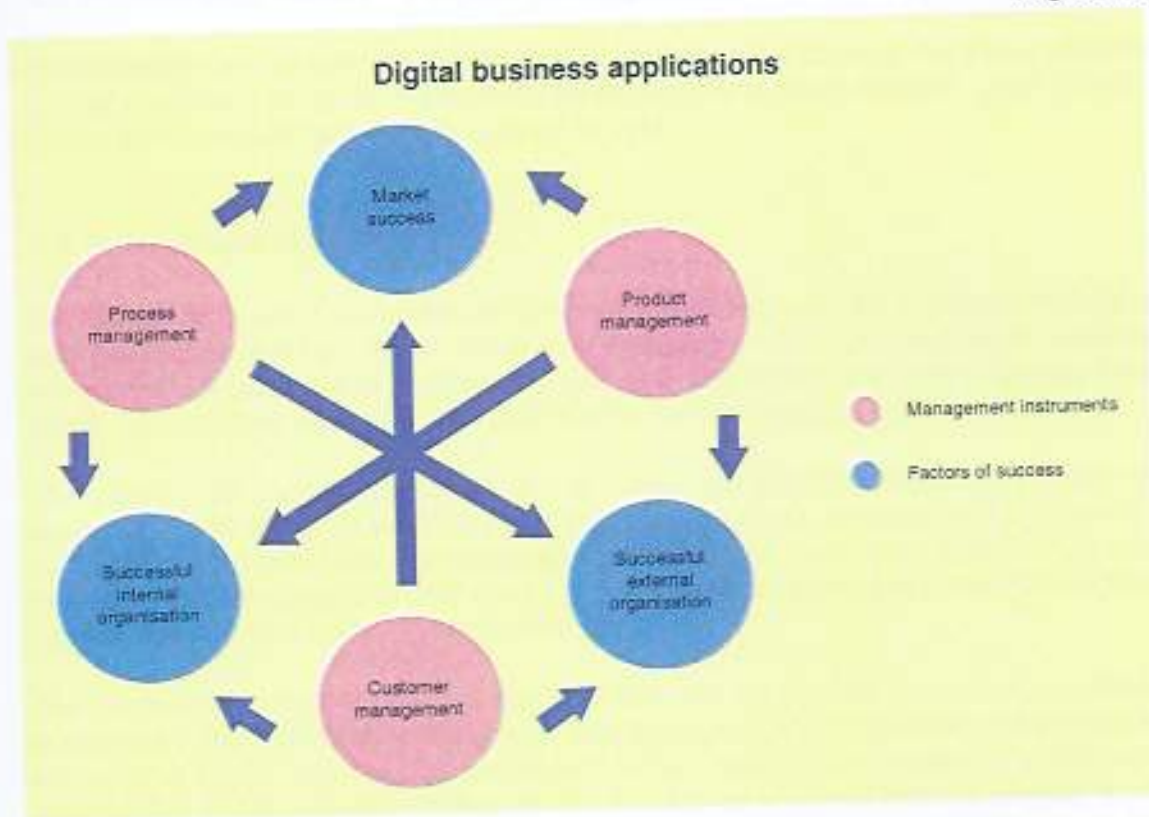 Digital business applications
Market
success
Process
management
Product
management
Management instruments
Factors of success
Successful
internal
organisation
Successful
external
organisation
Customer
management